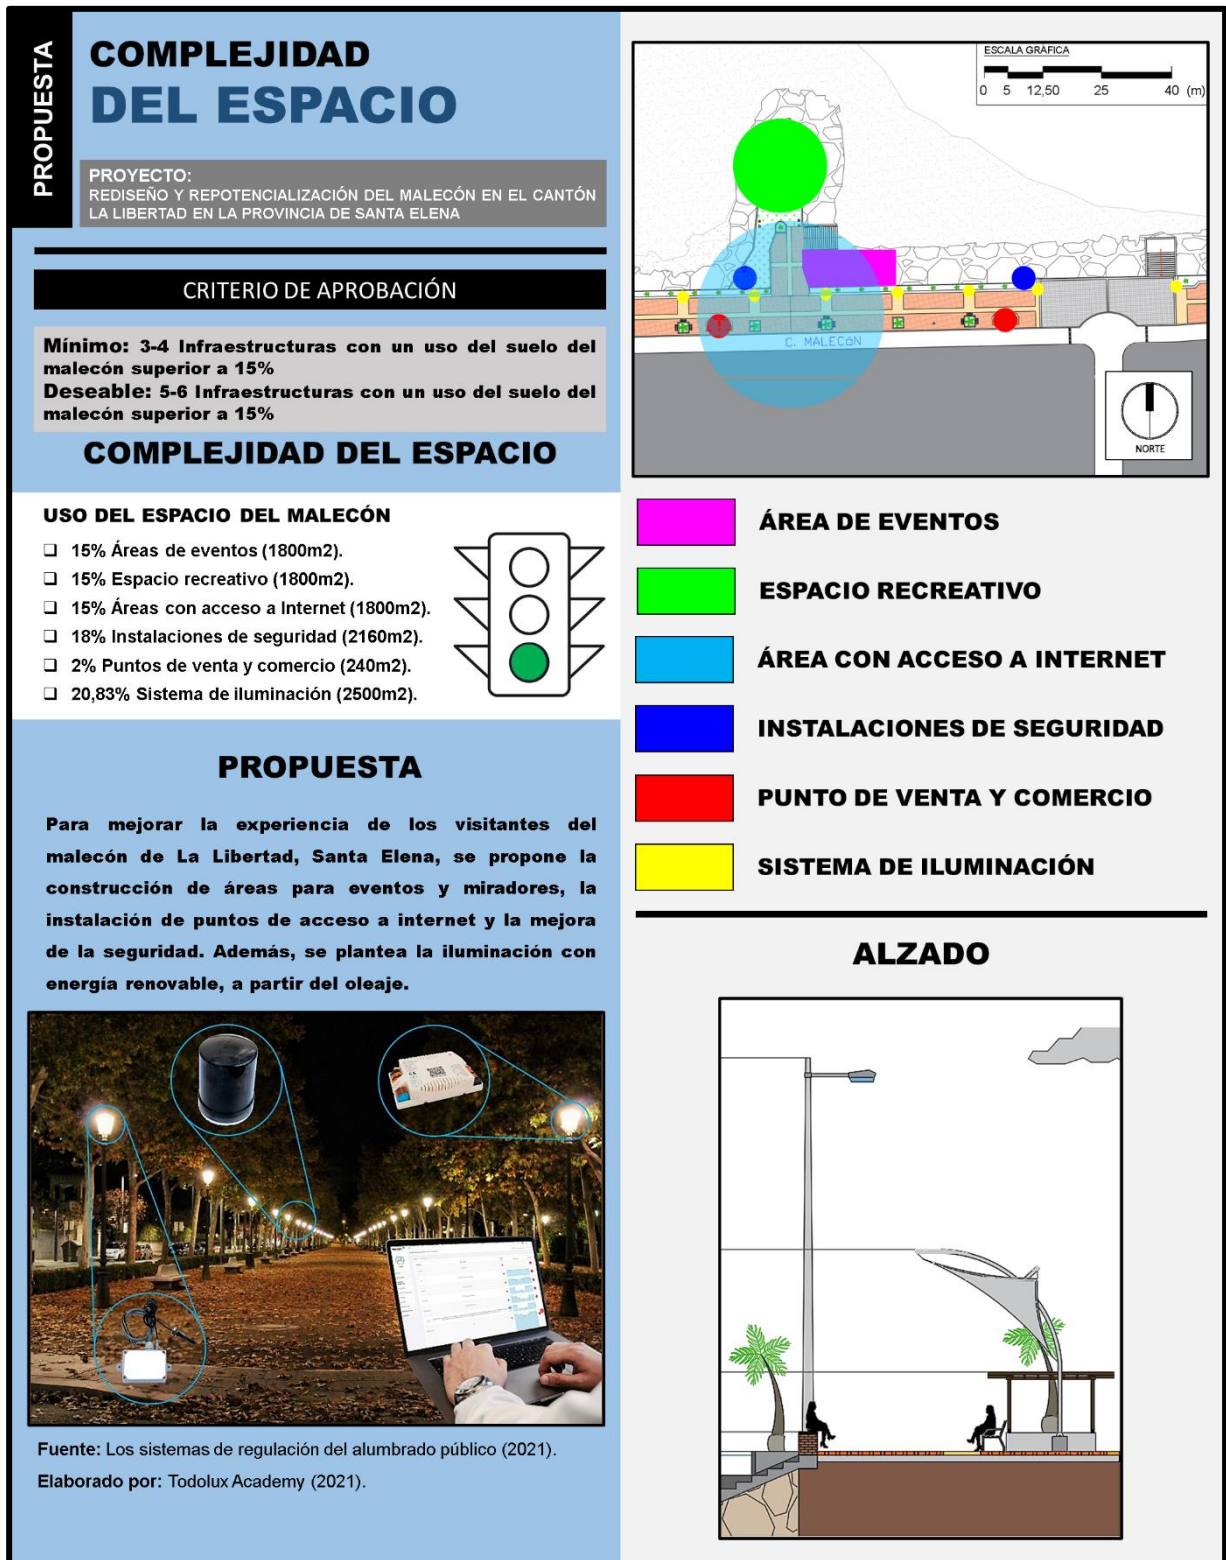 PROPUESTA
COMPLEJIDAD
DEL ESPACIO
PROYECTO:
REDISEÑO Y REPOTENCIALIZACIÓN DEL MALECÓN EN EL CANTÓN
LA LIBERTAD EN LA PROVINCIA DE SANTA ELENA
CRITERIO DE APROBACIÓN
Mínimo: 3-4 Infraestructuras con un uso del suelo del
malecón superior a 15%
Deseable: 5-6 Infraestructuras con un uso del suelo del
malecón superior a 15%
COMPLEJIDAD DEL ESPACIO
USO DEL ESPACIO DEL MALECÓN
❑ 15% Áreas de eventos (1800m2).
❑ 15% Espacio recreativo (1800m2).
❑ 15% Áreas con acceso a Internet (1800m2).
❑ 18% Instalaciones de seguridad (2160m2).
❑ 2% Puntos de venta y comercio (240m2).
❑ 20,83% Sistema de iluminación (2500m2).
PROPUESTA
Para mejorar la experiencia de los visitantes del
malecón de La Libertad, Santa Elena, se propone la
construcción de áreas para eventos y miradores, la
instalación de puntos de acceso a internet y la mejora
de la seguridad. Además, se plantea la iluminación con
energía renovable, a partir del oleaje.
Fuente: Los sistemas de regulación del alumbrado público (2021).
Elaborado por: Todolux Academy (2021).
ESCALA GRÁFICA
0 5 12,50 25 40 (m)
C. MALECÓN
NORTE
ÁREA DE EVENTOS
ESPACIO RECREATIVO
ÁREA CON ACCESO A INTERNET
INSTALACIONES DE SEGURIDAD
PUNTO DE VENTA Y COMERCIO
SISTEMA DE ILUMINACIÓN
ALZADO